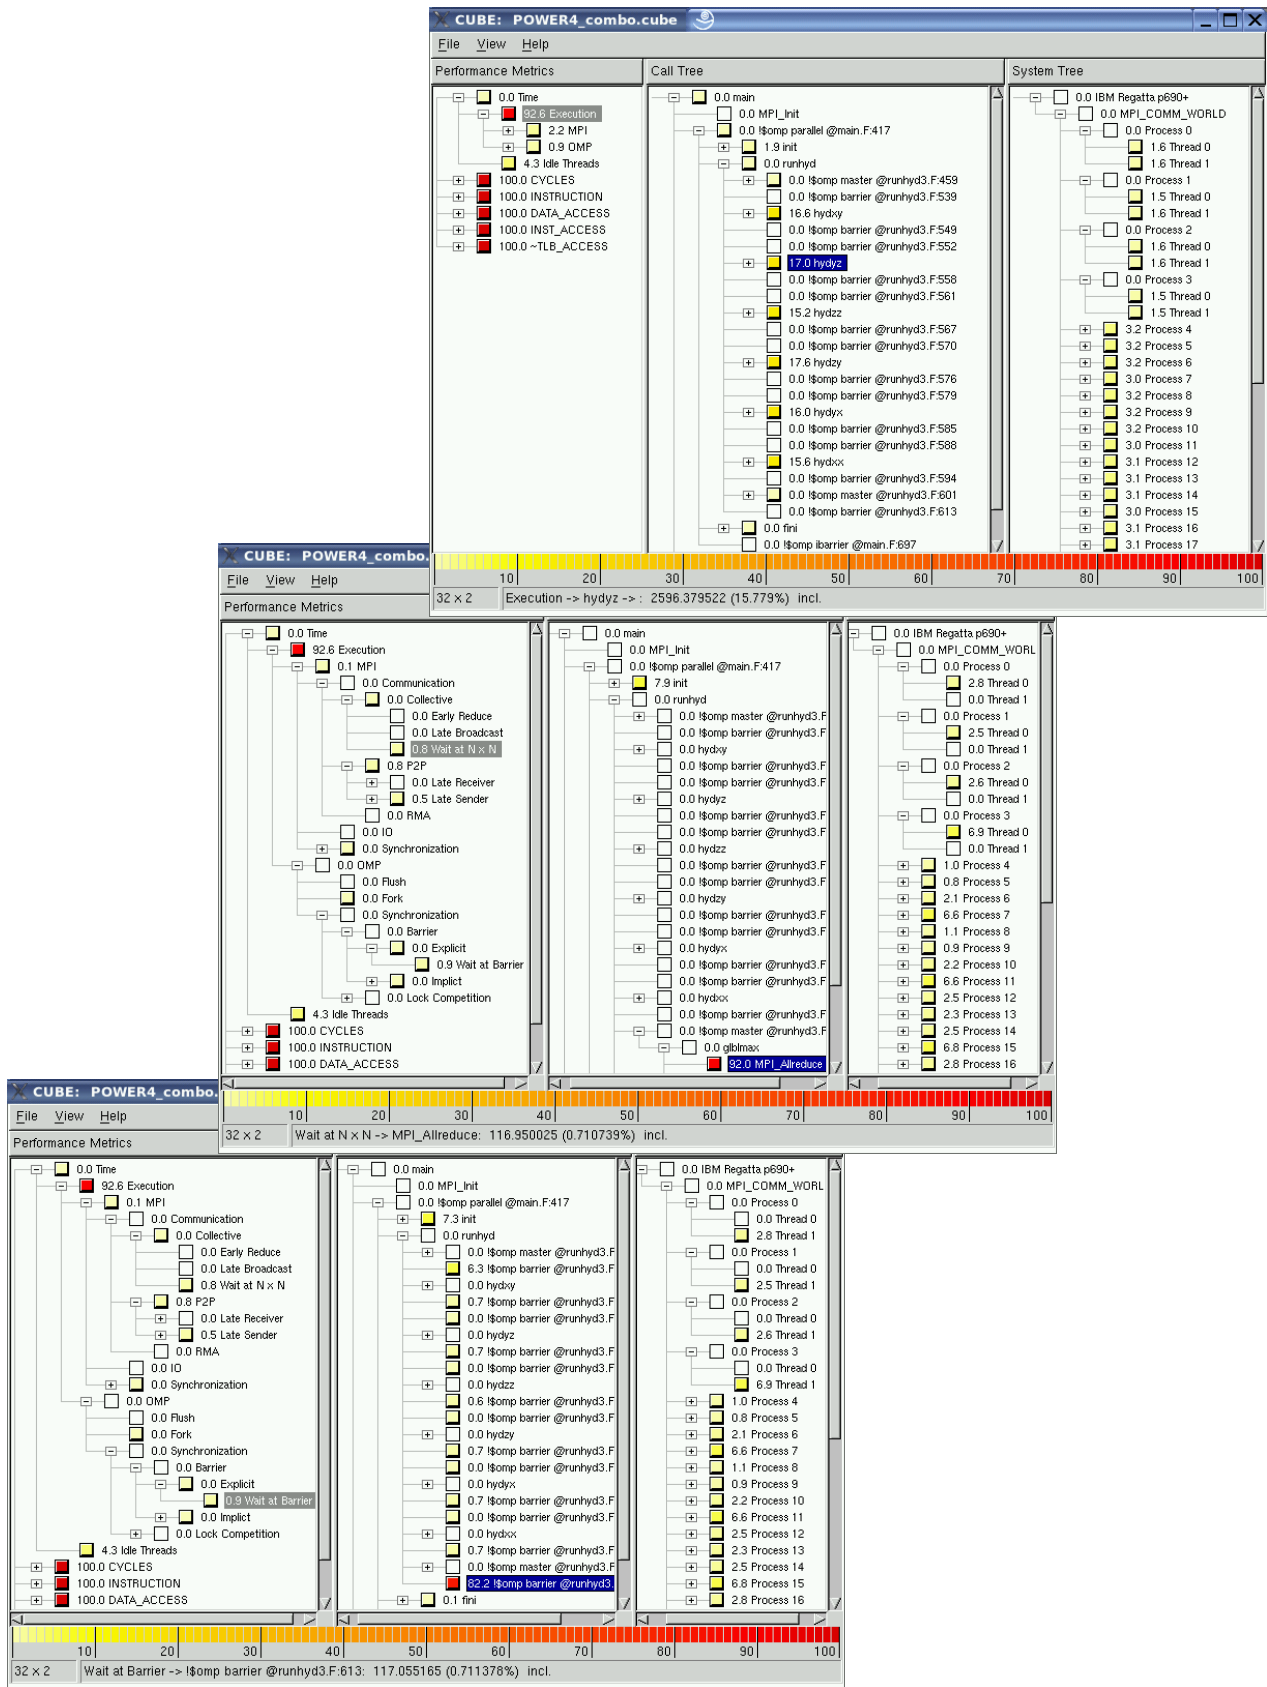 CUBE: POWER4_combo.cube
File View Help
Performance Metrics
Call Tree
System Tree
0.0 Time
92.6 Execution
2.2 MPI
0.9 OMP
4.3 Idle Threads
100.0 CYCLES
100.0 INSTRUCTION
100.0 DATA_ACCESS
100.0 INST_ACCESS
100.0 ~TLB_ACCESS
0.0 main
0.0 MPI_Init
0.0 !$omp parallel @main.F:417
1.9 init
0.0 runhyd
0.0 !$omp master @runhyd3.F:459
0.0 !$omp barrier @runhyd3.F:539
16.6 hydxy
0.0 !$omp barrier @runhyd3.F:549
0.0 !$omp barrier @runhyd3.F:552
17.0 hydyz
0.0 !$omp barrier @runhyd3.F:558
0.0 !$omp barrier @runhyd3.F:561
15.2 hydzz
0.0 !$omp barrier @runhyd3.F:567
0.0 !$omp barrier @runhyd3.F:570
17.6 hydzy
0.0 !$omp barrier @runhyd3.F:576
0.0 !$omp barrier @runhyd3.F:579
16.0 hydyx
0.0 !$omp barrier @runhyd3.F:585
0.0 !$omp barrier @runhyd3.F:588
15.6 hydxx
0.0 !$omp barrier @runhyd3.F:594
0.0 !$omp master @runhyd3.F:601
0.0 !$omp barrier @runhyd3.F:613
0.0 fini
0.0 !$omp ibarrier @main.F:697
0.0 IBM Regatta p690+
0.0 MPI_COMM_WORLD
0.0 Process 0
1.6 Thread 0
1.6 Thread 1
0.0 Process 1
1.5 Thread 0
1.6 Thread 1
0.0 Process 2
1.6 Thread 0
1.6 Thread 1
0.0 Process 3
1.5 Thread 0
1.5 Thread 1
3.2 Process 4
3.2 Process 5
3.2 Process 6
3.0 Process 7
3.2 Process 8
3.2 Process 9
3.2 Process 10
3.0 Process 11
3.1 Process 12
3.1 Process 13
3.1 Process 14
3.0 Process 15
3.1 Process 16
3.1 Process 17
10 20 30 40 50 60 70 80 90 100
32 x 2
Execution -> hydyz -> : 2596.379522 (15.779%) incl.
CUBE: POWER4_combo.
File View Help
Performance Metrics
0.0 Time
92.6 Execution
0.1 MPI
0.0 Communication
0.0 Collective
0.0 Early Reduce
0.0 Late Broadcast
0.8 Wait at N x N
0.8 P2P
0.0 Late Receiver
0.5 Late Sender
0.0 RMA
0.0 IO
0.0 Synchronization
0.0 OMP
0.0 Flush
0.0 Fork
0.0 Synchronization
0.0 Barrier
0.0 Explicit
0.9 Wait at Barrier
0.0 Implict
0.0 Lock Competition
4.3 Idle Threads
100.0 CYCLES
100.0 INSTRUCTION
100.0 DATA_ACCESS
0.0 main
0.0 MPI_Init
0.0 !$omp parallel @main.F:417
7.9 init
0.0 runhyd
0.0 !$omp master @runhyd3.F
0.0 !$omp barrier @runhyd3.F
0.0 hydxy
0.0 !$omp barrier @runhyd3.F
0.0 !$omp barrier @runhyd3.F
0.0 hydyz
0.0 !$omp barrier @runhyd3.F
0.0 !$omp barrier @runhyd3.F
0.0 hydzz
0.0 !$omp barrier @runhyd3.F
0.0 !$omp barrier @runhyd3.F
0.0 hydzy
0.0 !$omp barrier @runhyd3.F
0.0 !$omp barrier @runhyd3.F
0.0 hydyx
0.0 !$omp barrier @runhyd3.F
0.0 !$omp barrier @runhyd3.F
0.0 hydxx
0.0 !$omp barrier @runhyd3.F
0.0 !$omp master @runhyd3.F
0.0 glblmax
92.0 MPI_Allreduce
0.0 IBM Regatta p690+
0.0 MPI_COMM_WORL
0.0 Process 0
2.8 Thread 0
0.0 Thread 1
0.0 Process 1
2.5 Thread 0
0.0 Thread 1
0.0 Process 2
2.6 Thread 0
0.0 Thread 1
0.0 Process 3
6.9 Thread 0
0.0 Thread 1
1.0 Process 4
0.8 Process 5
2.1 Process 6
6.6 Process 7
1.1 Process 8
0.9 Process 9
2.2 Process 10
6.6 Process 11
2.5 Process 12
2.3 Process 13
2.5 Process 14
6.8 Process 15
2.8 Process 16
10 20 30 40 50 60 70 80 90 100
32 x 2
Wait at N x N -> MPI_Allreduce: 116.950025 (0.710739%) incl.
CUBE: POWER4_combo.
File View Help
Performance Metrics
0.0 Time
92.6 Execution
0.1 MPI
0.0 Communication
0.0 Collective
0.0 Early Reduce
0.0 Late Broadcast
0.8 Wait at N x N
0.8 P2P
0.0 Late Receiver
0.5 Late Sender
0.0 RMA
0.0 IO
0.0 Synchronization
0.0 OMP
0.0 Flush
0.0 Fork
0.0 Synchronization
0.0 Barrier
0.0 Explicit
0.9 Wait at Barrier
0.0 Implict
0.0 Lock Competition
4.3 Idle Threads
100.0 CYCLES
100.0 INSTRUCTION
100.0 DATA_ACCESS
0.0 main
0.0 MPI_Init
0.0 !$omp parallel @main.F:417
7.3 init
0.0 runhyd
0.0 !$omp master @runhyd3.F
6.3 !$omp barrier @runhyd3.F
0.0 hydxy
0.7 !$omp barrier @runhyd3.F
0.0 !$omp barrier @runhyd3.F
0.0 hydyz
0.7 !$omp barrier @runhyd3.F
0.0 !$omp barrier @runhyd3.F
0.0 hydzz
0.6 !$omp barrier @runhyd3.F
0.0 !$omp barrier @runhyd3.F
0.0 hydzy
0.7 !$omp barrier @runhyd3.F
0.0 !$omp barrier @runhyd3.F
0.0 hydyx
0.7 !$omp barrier @runhyd3.F
0.0 !$omp barrier @runhyd3.F
0.0 hydxx
0.7 !$omp barrier @runhyd3.F
0.0 !$omp master @runhyd3.F
82.2 !$omp barrier @runhyd3.
0.1 fini
0.0 IBM Regatta p690+
0.0 MPI_COMM_WORL
0.0 Process 0
0.0 Thread 0
2.8 Thread 1
0.0 Process 1
0.0 Thread 0
2.5 Thread 1
0.0 Process 2
0.0 Thread 0
2.6 Thread 1
0.0 Process 3
0.0 Thread 0
6.9 Thread 1
1.0 Process 4
0.8 Process 5
2.1 Process 6
6.6 Process 7
1.1 Process 8
0.9 Process 9
2.2 Process 10
6.6 Process 11
2.5 Process 12
2.3 Process 13
2.5 Process 14
6.8 Process 15
2.8 Process 16
10 20 30 40 50 60 70 80 90 100
32 x 2
Wait at Barrier -> !$omp barrier @runhyd3.F:613: 117.055165 (0.711378%) incl.